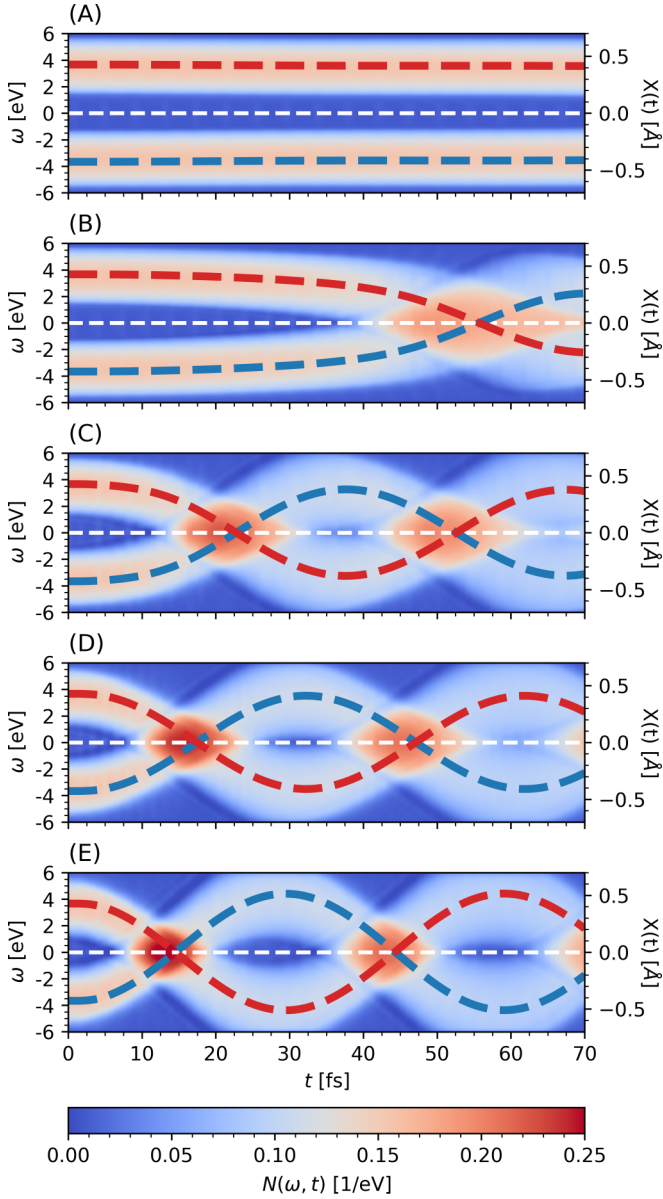 (A)
6
4
2
0
-2
-4
-6
ω [eV]
0.5
0.0
−0.5
X(t) [Å]
(B)
6
4
2
0
-2
-4
-6
ω [eV]
0.5
0.0
−0.5
X(t) [Å]
(C)
6
4
2
0
-2
-4
-6
ω [eV]
0.5
0.0
−0.5
X(t) [Å]
(D)
6
4
2
0
-2
-4
-6
ω [eV]
0.5
0.0
−0.5
X(t) [Å]
(E)
6
4
2
0
-2
-4
-6
ω [eV]
0.5
0.0
−0.5
X(t) [Å]
0 10 20 30 40 50 60 70
t [fs]
0.00 0.05 0.10 0.15 0.20 0.25
N(ω, t) [1/eV]